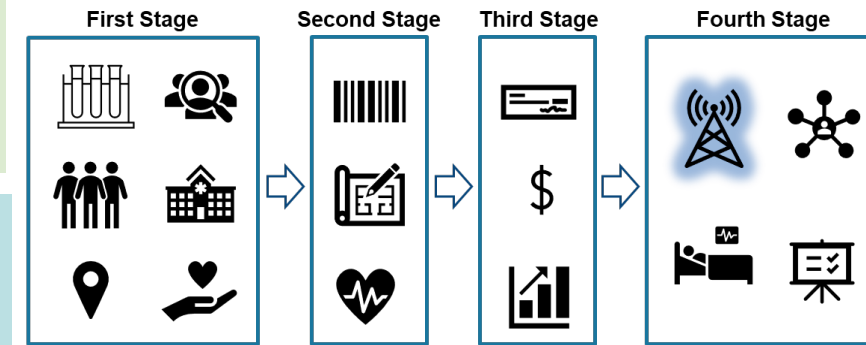 First Stage
Second Stage
Third Stage
Fourth Stage
$